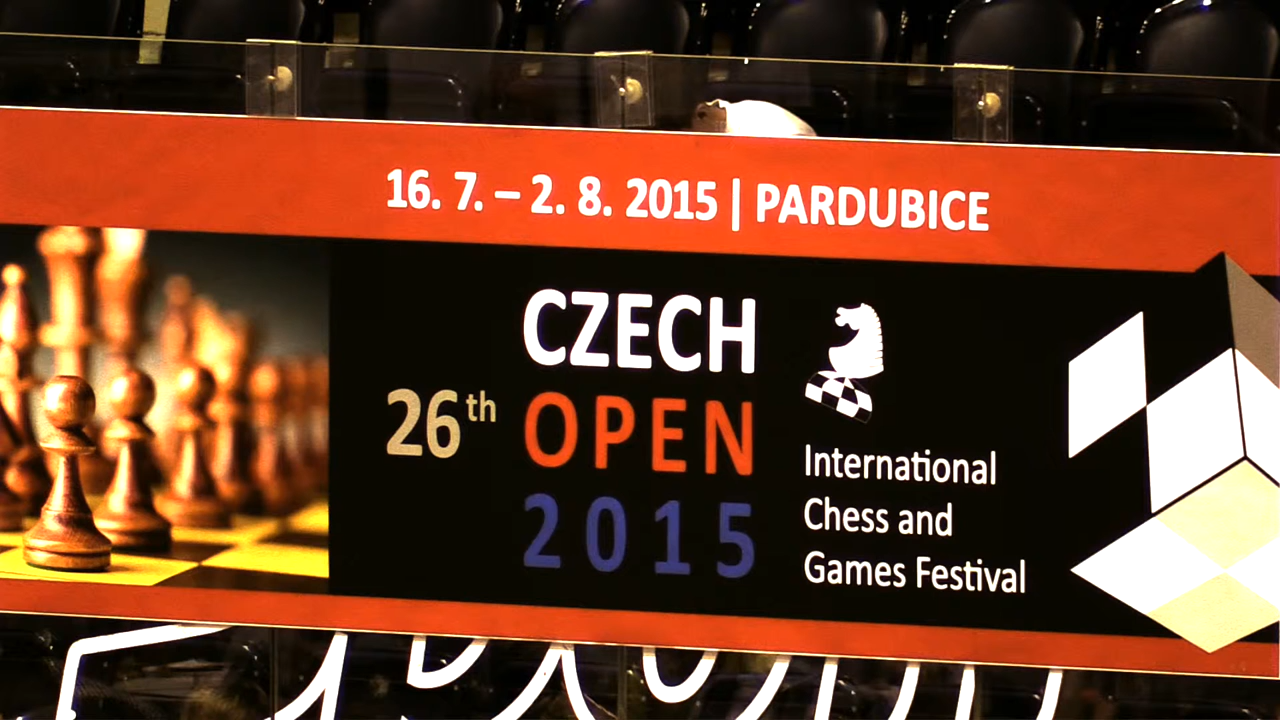 16. 7. – 2. 8. 2015 | PARDUBICE
CZECH
26th OPEN
2015
International
Chess and
Games Festival